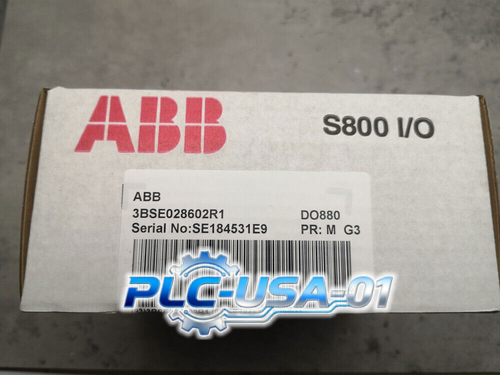 ABB
S800 I/O
ABB
3BSE028602R1 DO880
Serial No:SE184531E9 PR: M G3
PLC-USA-01